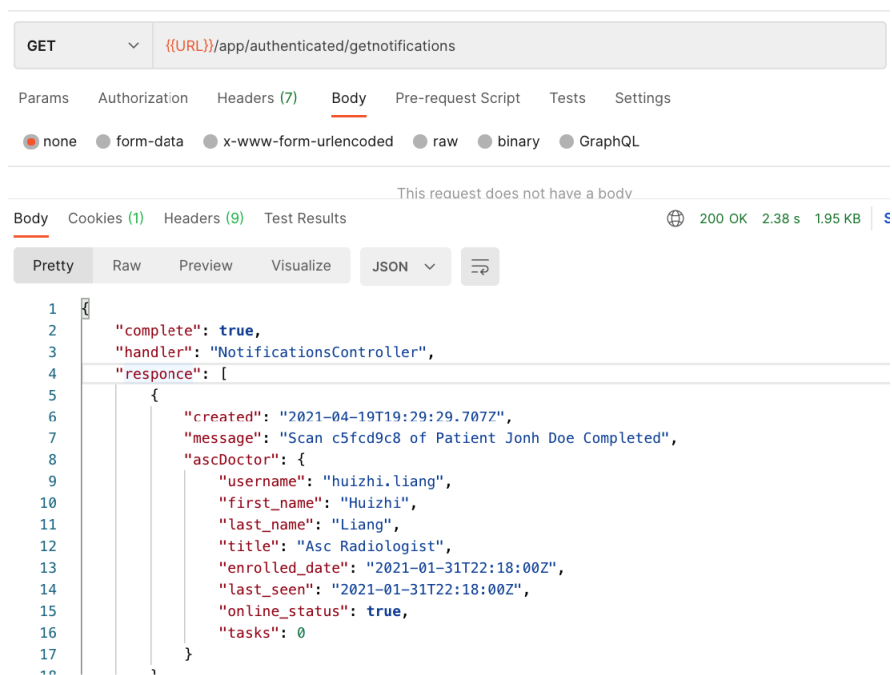 GET {{URL}}/app/authenticated/getnotifications
Params Authorization Headers (7) Body Pre-request Script Tests Settings
none form-data x-www-form-urlencoded raw binary GraphQL
This request does not have a body
Body Cookies (1) Headers (9) Test Results 200 OK 2.38 s 1.95 KB S
Pretty Raw Preview Visualize JSON
1 {
2 "complete": true,
3 "handler": "NotificationsController",
4 "responce": [
5 {
6 "created": "2021-04-19T19:29:29.707Z",
7 "message": "Scan c5fcd9c8 of Patient Jonh Doe Completed",
8 "ascDoctor": {
9 "username": "huizhi.liang",
10 "first_name": "Huizhi",
11 "last_name": "Liang",
12 "title": "Asc Radiologist",
13 "enrolled_date": "2021-01-31T22:18:00Z",
14 "last_seen": "2021-01-31T22:18:00Z",
15 "online_status": true,
16 "tasks": 0
17 }
18 }